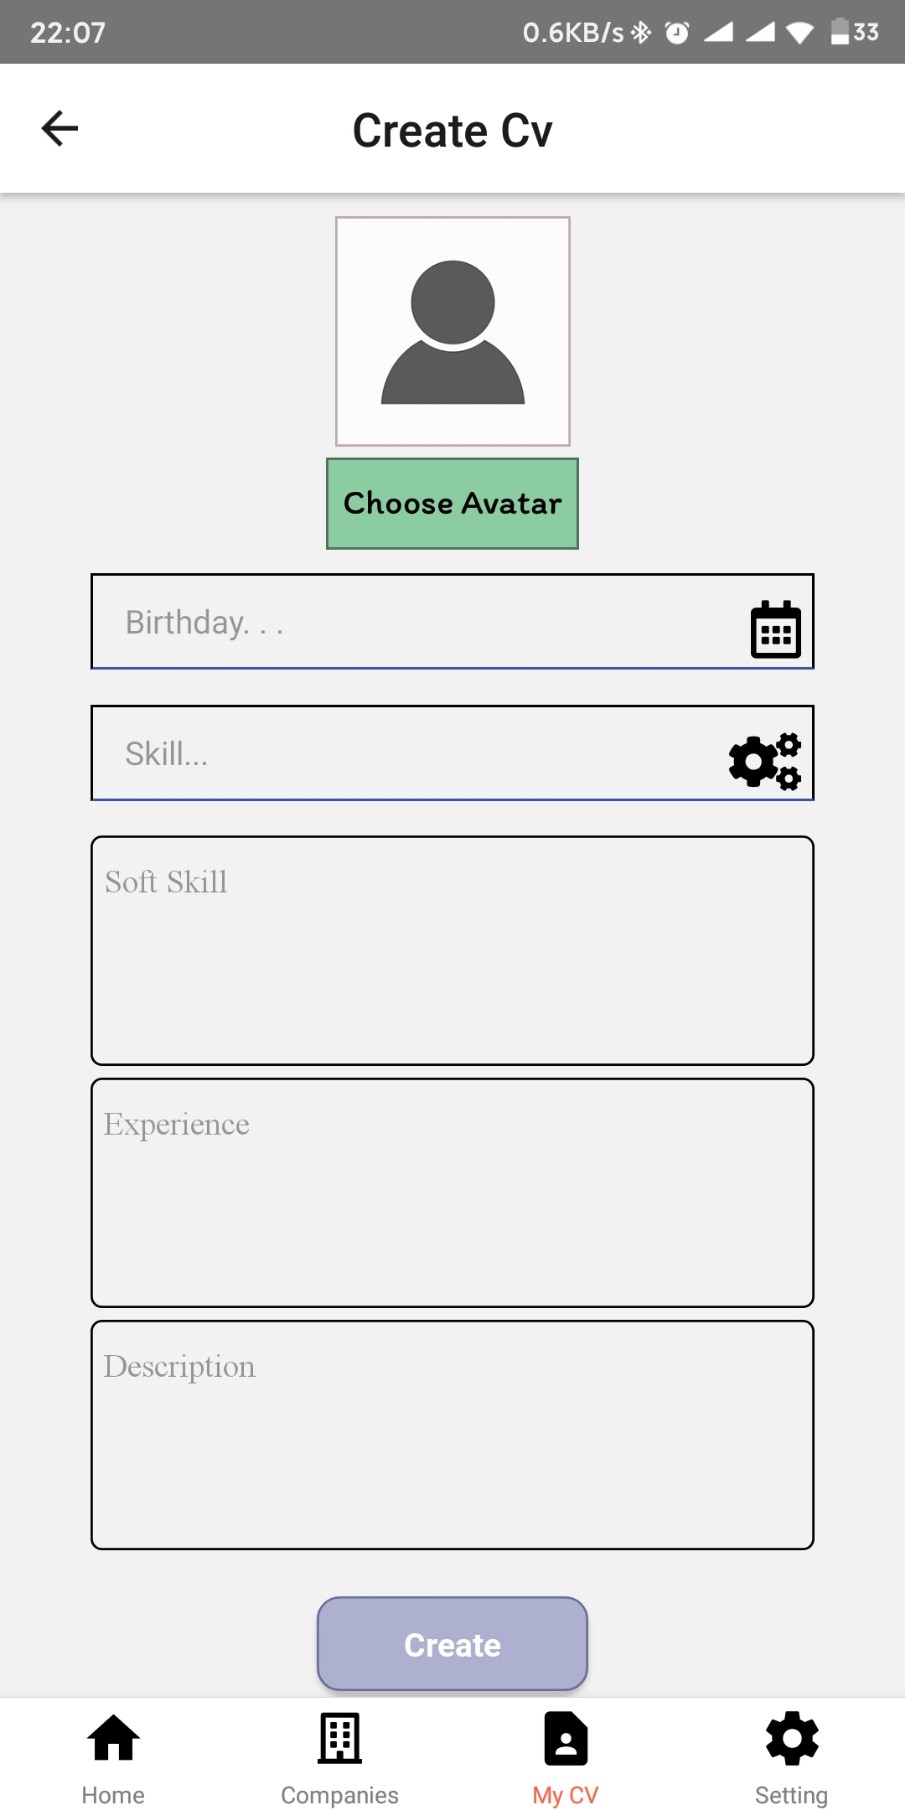 22:07 0.6KB/s 33
Create Cv
Choose Avatar
Birthday. . .
Skill...
Soft Skill
Experience
Description
Create
Home Companies My CV Setting